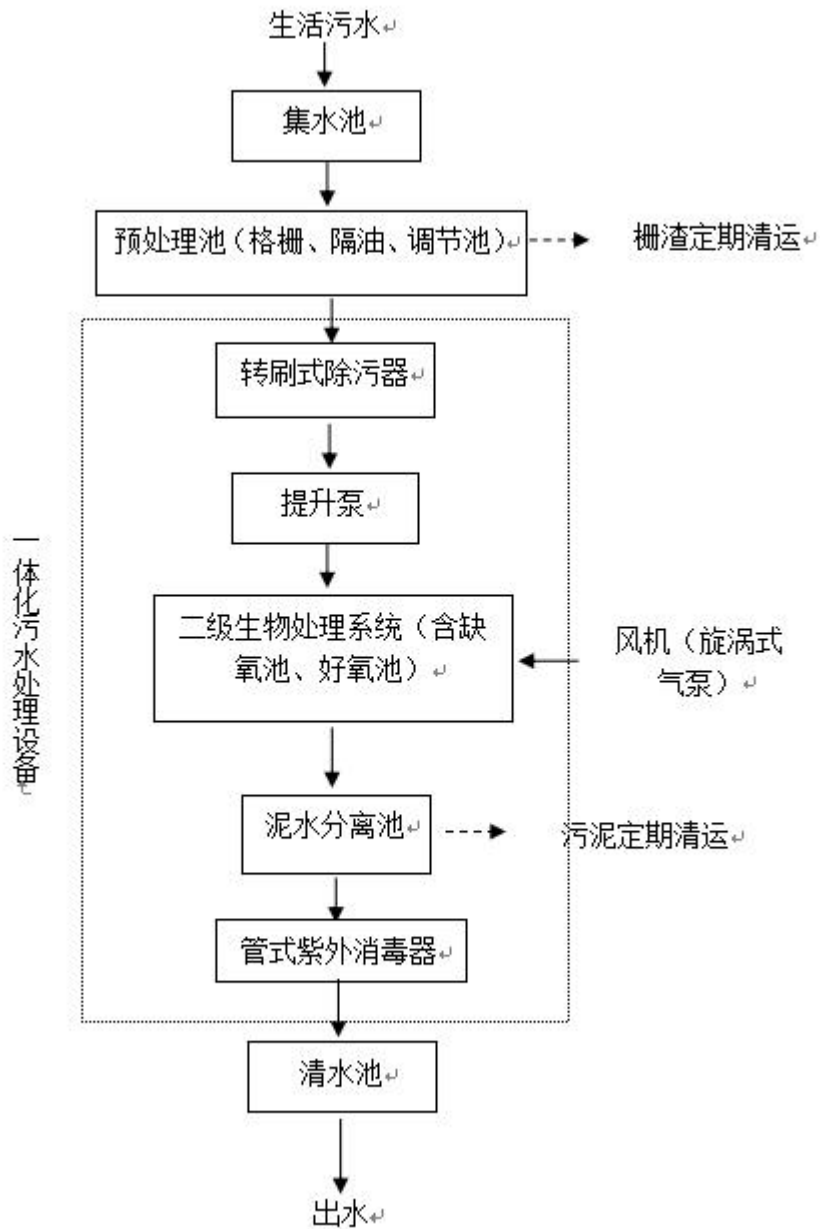 生活污水
集水池
预处理池（格栅、隔油、调节池）
栅渣定期清运
转刷式除污器
提升泵
一体化污水处理设备
二级生物处理系统（含缺
氧池、好氧池）
风机（旋涡式
气泵）
泥水分离池
污泥定期清运
管式紫外消毒器
清水池
出水